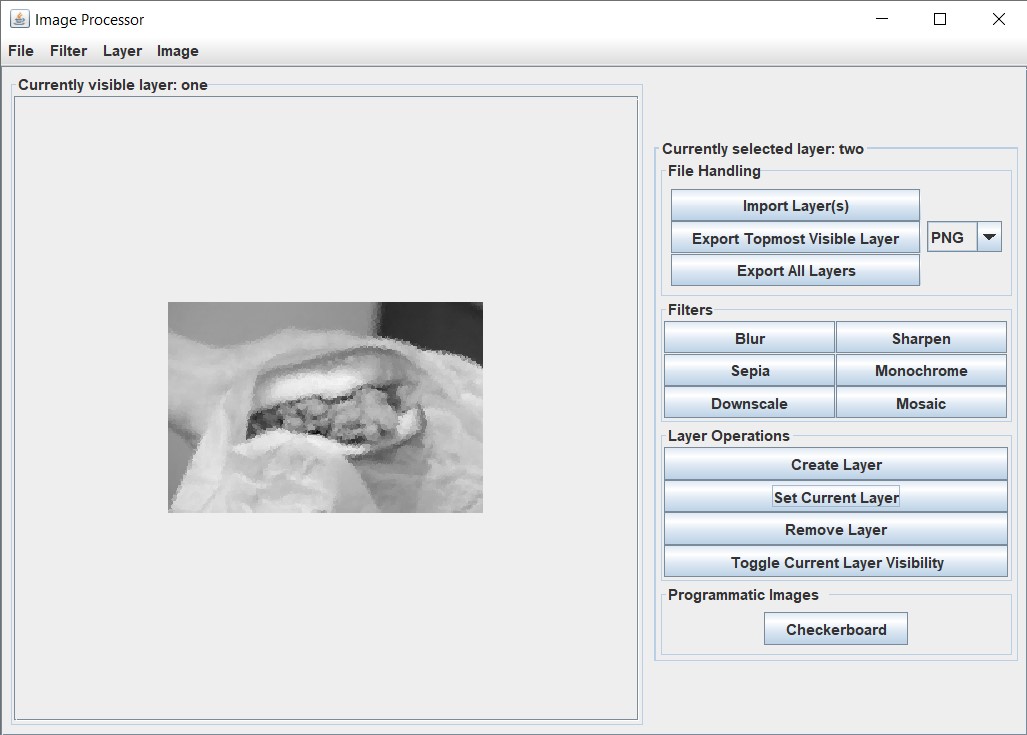 Image Processor
File Filter Layer Image
Currently visible layer: one
Currently selected layer: two
File Handling
Import Layer(s)
Export Topmost Visible Layer
PNG
Export All Layers
Filters
Blur Sharpen
Sepia Monochrome
Downscale Mosaic
Layer Operations
Create Layer
Set Current Layer
Remove Layer
Toggle Current Layer Visibility
Programmatic Images
Checkerboard